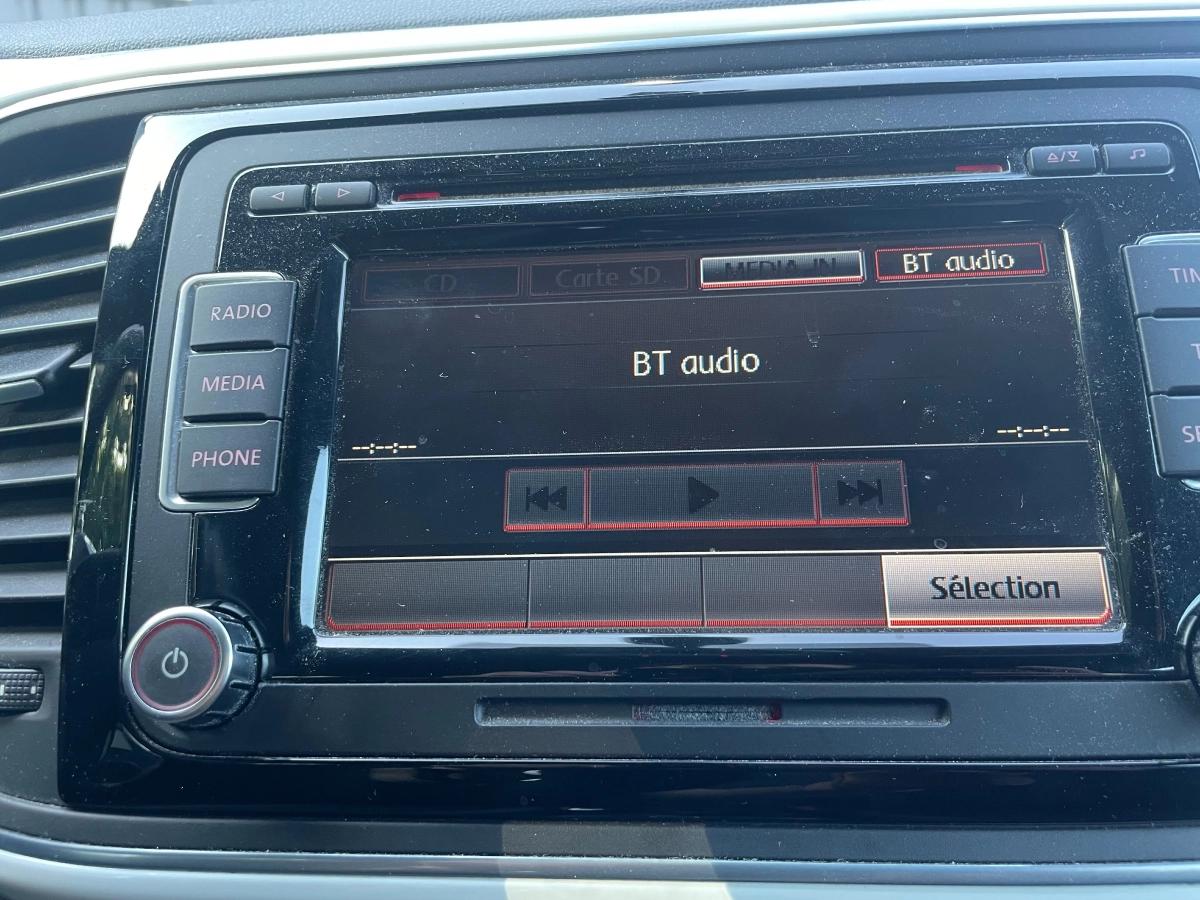 CD
Carte SD
MEDIA-IN
BT audio
RADIO
MEDIA
PHONE
BT audio
--:--:--
--:--:--
Sélection